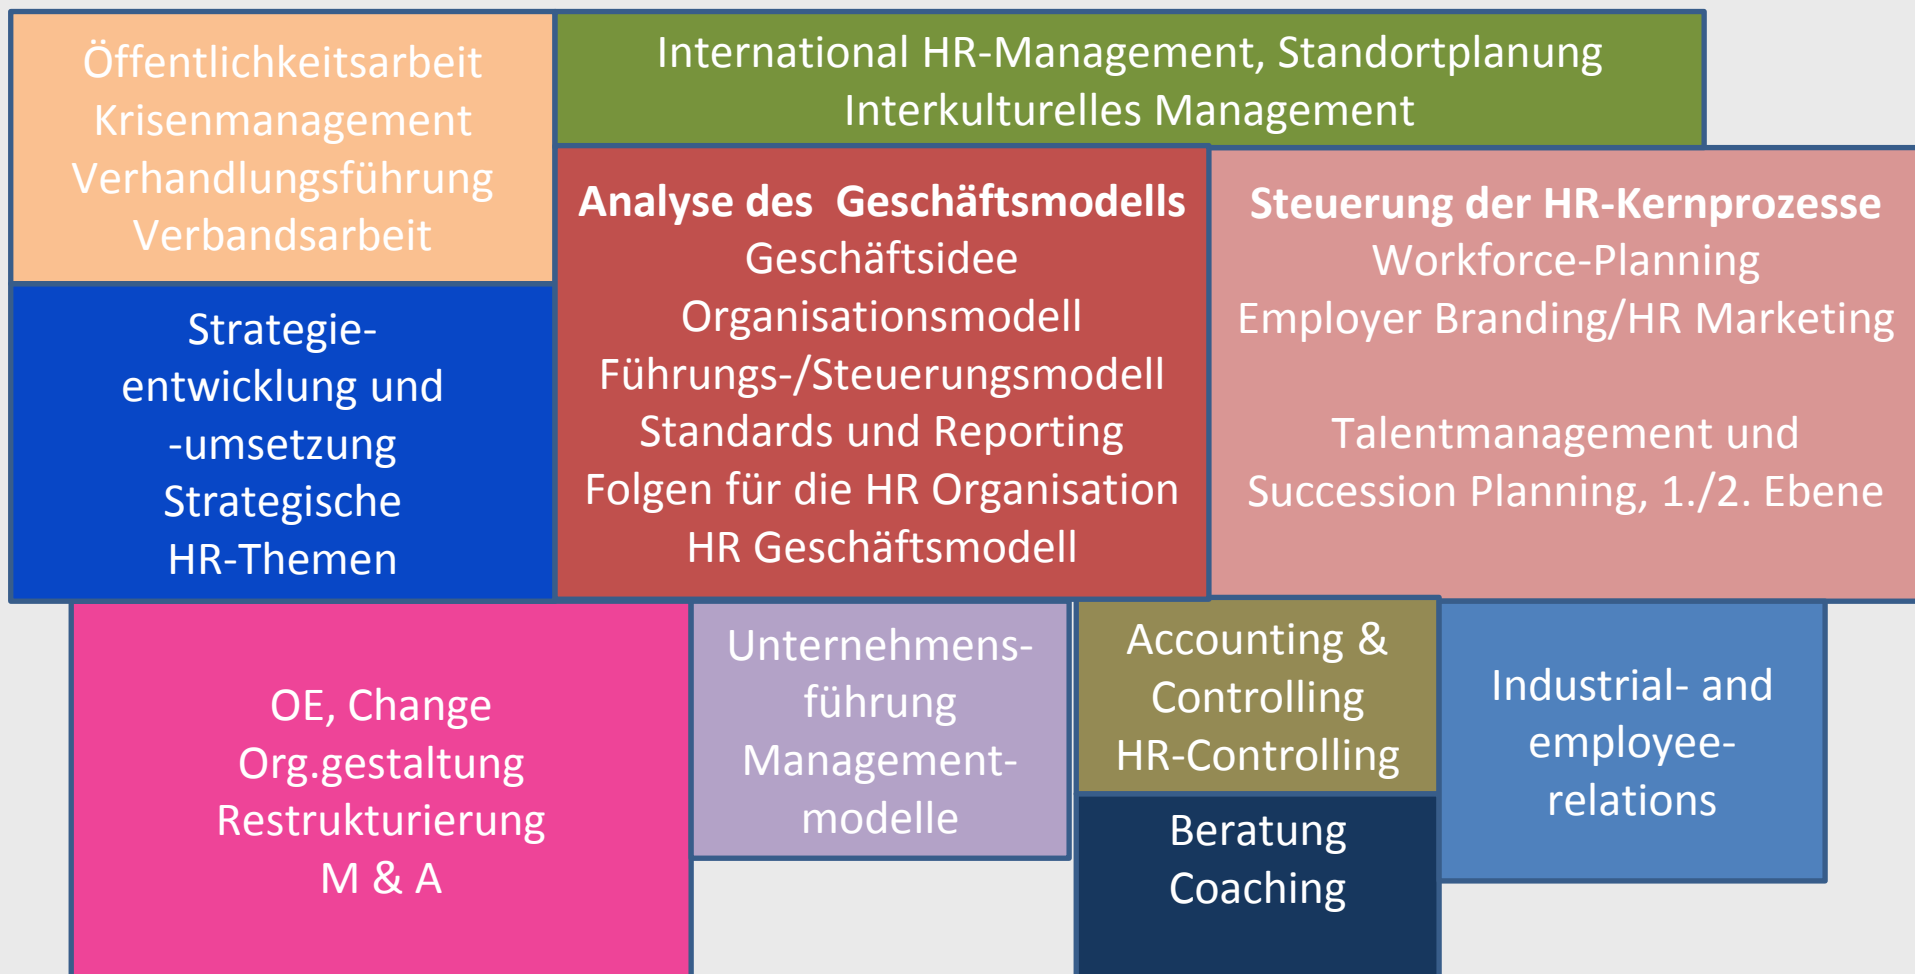 Öffentlichkeitsarbeit
Krisenmanagement
Verhandlungsführung
Verbandsarbeit
International HR-Management, Standortplanung
Interkulturelles Management
Strategie-
entwicklung und
-umsetzung
Strategische
HR-Themen
Analyse des Geschäftsmodells
Geschäftsidee
Organisationsmodell
Führungs-/Steuerungsmodell
Standards und Reporting
Folgen für die HR Organisation
HR Geschäftsmodell
Steuerung der HR-Kernprozesse
Workforce-Planning
Employer Branding/HR Marketing
Talentmanagement und
Succession Planning, 1./2. Ebene
OE, Change
Org.gestaltung
Restrukturierung
M & A
Unternehmens-
führung
Management-
modelle
Accounting &
Controlling
HR-Controlling
Beratung
Coaching
Industrial- and
employee-
relations